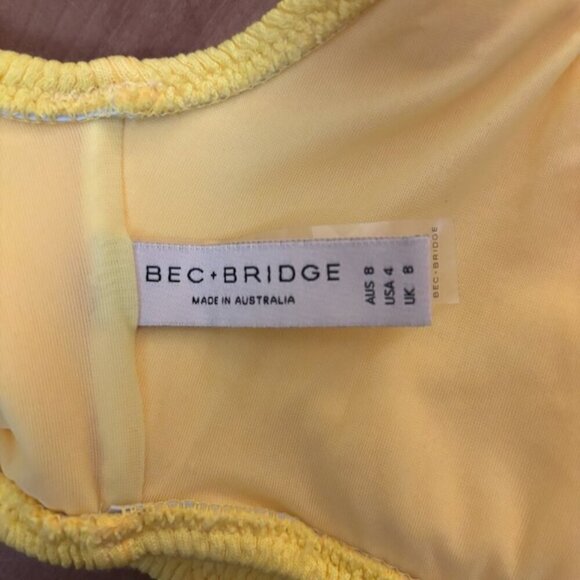 BEC+BRIDGE
MADE IN AUSTRALIA
AUS 8
USA 4
UK 8
BEC+BRIDGE